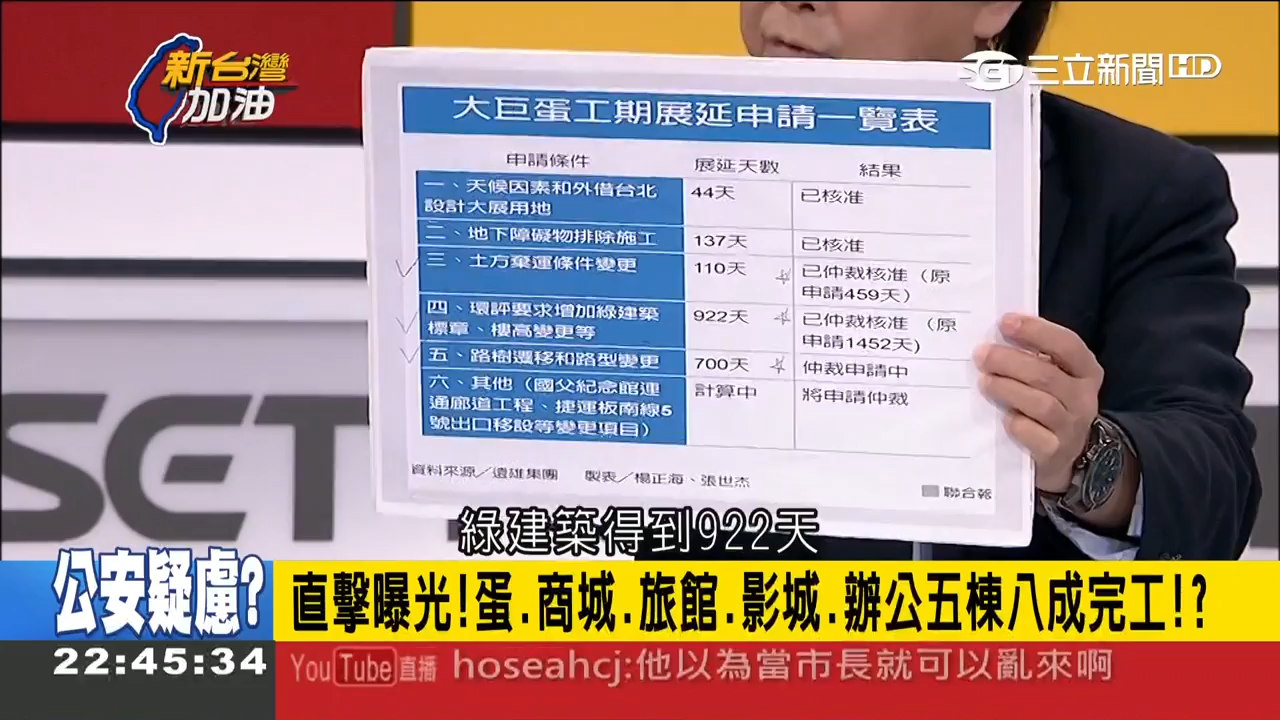 新台灣
加油
SET 三立新聞HD
大巨蛋工期展延申請一覽表
申請條件 展延天數 結果
一、天候因素和外借台北
設計大展用地
44天 已核准
二、地下障礙物排除施工 137天 已核准
三、土方棄運條件變更 110天 已仲裁核准（原
申請459天）
四、環評要求增加綠建築
標章、樓高變更等
922天 已仲裁核准（原
申請1452天）
五、路樹遷移和路型變更 700天 仲裁申請中
六、其他（國父紀念館連
通廊道工程、捷運板南線5
號出口移設等變更項目）
計算中 將申請仲裁
資料來源／遠雄集團 製表／楊正海、張世杰
聯合報
SET
綠建築得到922天
公安疑慮?
直擊曝光!蛋.商城.旅館.影城.辦公五棟八成完工!?
22:45:34
YouTube直播 hoseahcj:他以為當市長就可以亂來啊